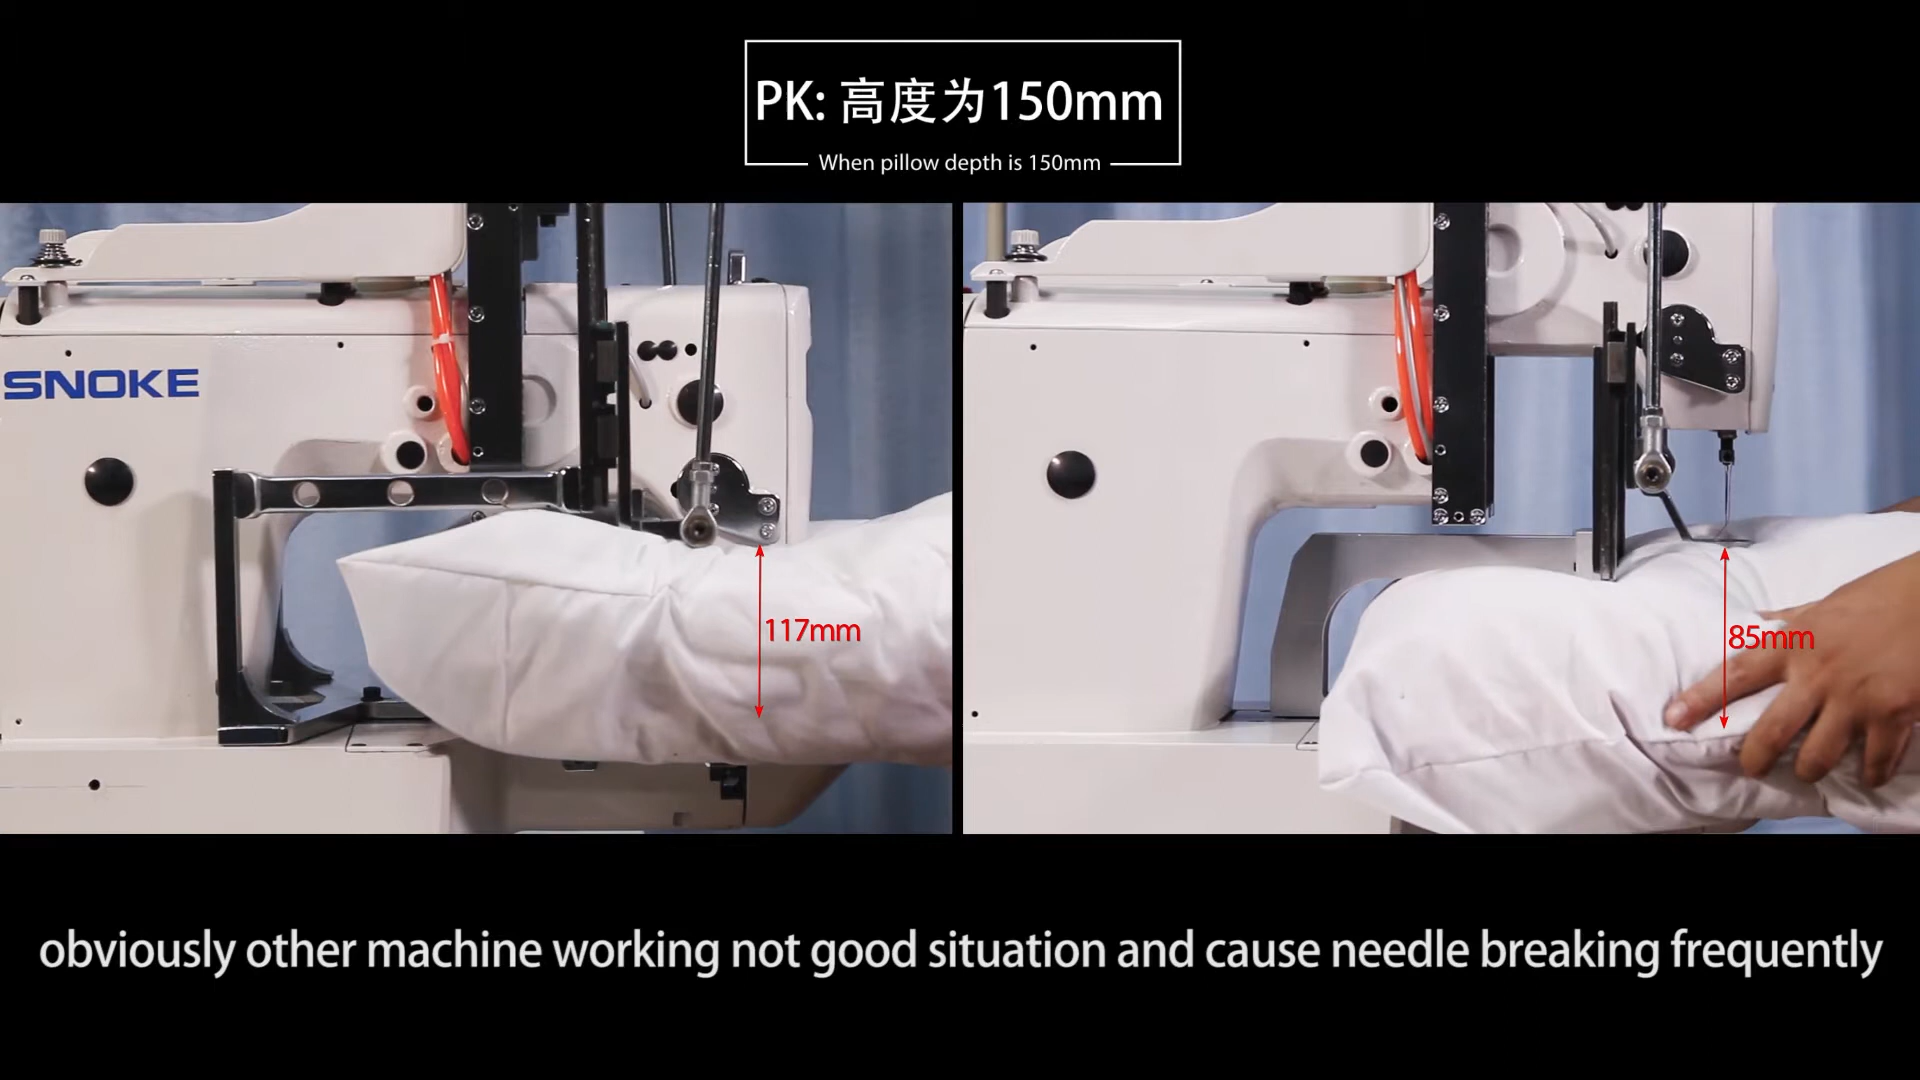 PK: 高度为150mm
When pillow depth is 150mm
SNOKE
117mm
85mm
obviously other machine working not good situation and cause needle breaking frequently